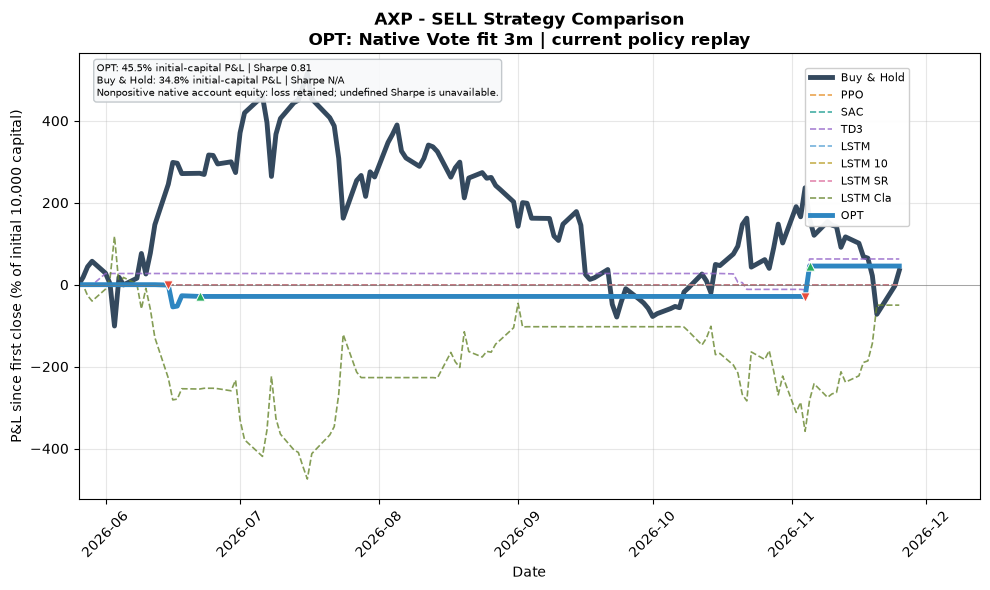 AXP - SELL Strategy Comparison
OPT: Native Vote fit 3m | current policy replay
OPT: 45.5% initial-capital P&L | Sharpe 0.81
Buy & Hold: 34.8% initial-capital P&L | Sharpe N/A
Nonpositive native account equity: loss retained; undefined Sharpe is unavailable.
Buy & Hold
PPO
SAC
TD3
LSTM
LSTM 10
LSTM SR
LSTM Cla
OPT
P&L since first close (% of initial 10,000 capital)
400
200
0
−200
−400
2026-06
2026-07
2026-08
2026-09
2026-10
2026-11
2026-12
Date